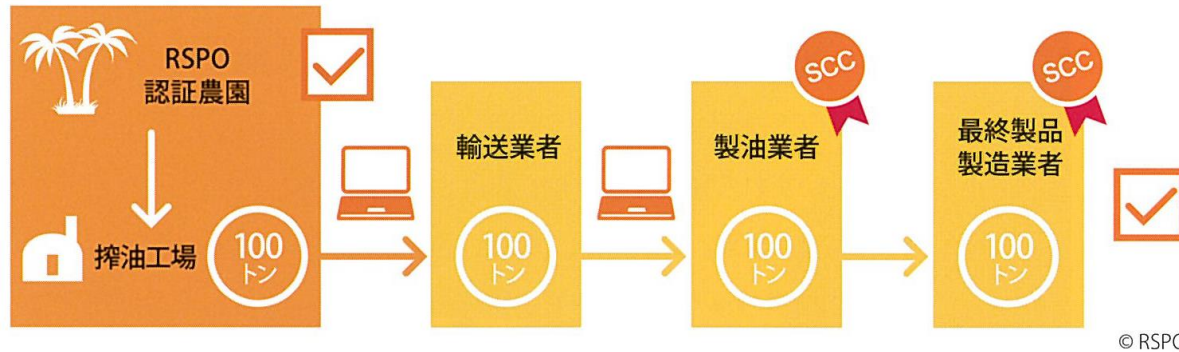 RSPO
認証農園
搾油工場
100
トン
輸送業者
100
トン
SCC
製油業者
100
トン
SCC
最終製品
製造業者
100
トン
© RSPO